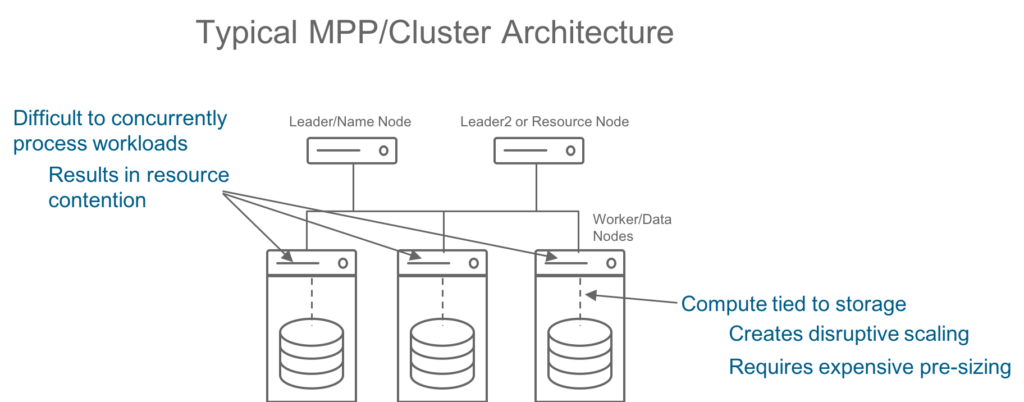 Typical MPP/Cluster Architecture
Difficult to concurrently
process workloads
Results in resource
contention
Leader/Name Node
Leader2 or Resource Node
Worker/Data
Nodes
Compute tied to storage
Creates disruptive scaling
Requires expensive pre-sizing